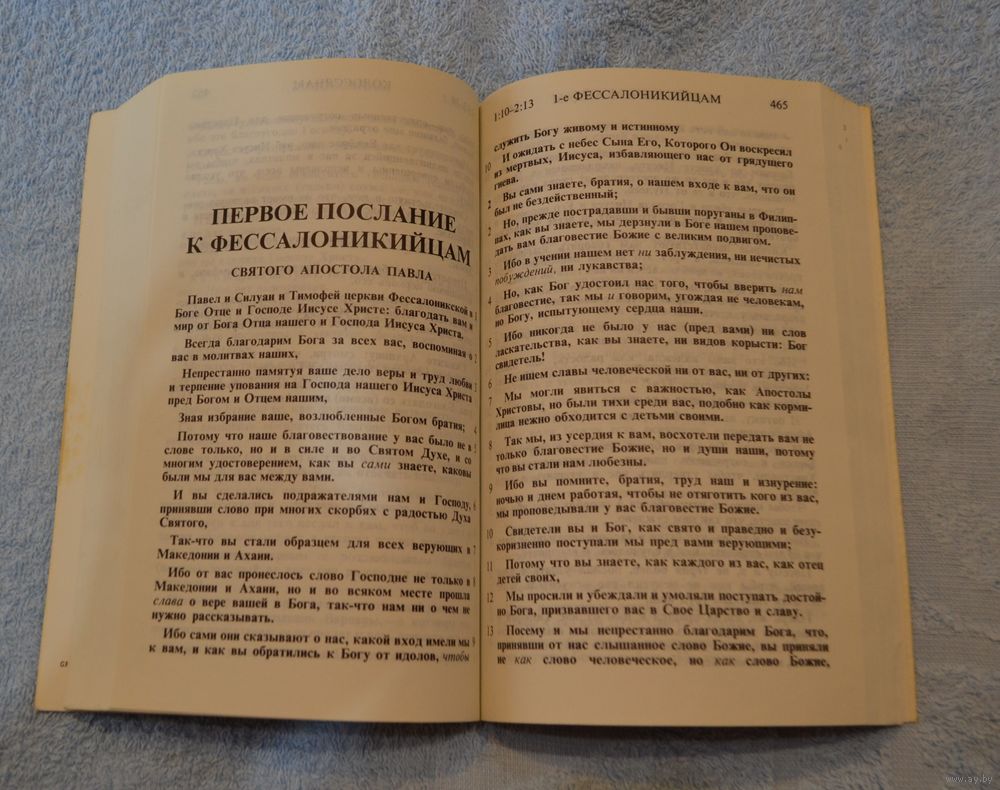 ПЕРВОЕ ПОСЛАНИЕ
К ФЕССАЛОНИКИЙЦАМ
СВЯТОГО АПОСТОЛА ПАВЛА
Павел и Силуан и Тимофей церкви Фессалоникской в 1
Боге Отце и Господе Иисусе Христе: благодать вам и
мир от Бога Отца нашего и Господа Иисуса Христа.
Всегда благодарим Бога за всех вас, воспоминая о 2
вас в молитвах наших,
Непрестанно памятуя ваше дело веры и труд любви 3
и терпение упования на Господа нашего Иисуса Христа
пред Богом и Отцем нашим,
Зная избрание ваше, возлюбленные Богом братия; 4
Потому что наше благовествование у вас было не в 5
слове только, но и в силе и во Святом Духе, и со
многим удостоверением, как вы сами знаете, каковы
были мы для вас между вами.
И вы сделались подражателями нам и Господу, 6
принявши слово при многих скорбях с радостью Духа
Святого,
Так-что вы стали образцем для всех верующих в 7
Македонии и Ахаии.
Ибо от вас пронеслось слово Господне не только в 8
Македонии и Ахаии, но и во всяком месте прошла
слава о вере вашей в Бога, так-что нам ни о чем не
нужно рассказывать.
Ибо сами они сказывают о нас, какой вход имели мы 9
к вам, и как вы обратились к Богу от идолов, чтобы
G3
1:10–2:13 1-е ФЕССАЛОНИКИЙЦАМ 465
служить Богу живому и истинному
10 И ожидать с небес Сына Его, Которого Он воскресил
из мертвых, Иисуса, избавляющего нас от грядущего
гнева.
2 Вы сами знаете, братия, о нашем входе к вам, что он
был не бездейственный;
2 Но, прежде пострадавши и бывши поруганы в Филип-
пах, как вы знаете, мы дерзнули в Боге нашем пропове-
дать вам благовестие Божие с великим подвигом.
3 Ибо в учении нашем нет ни заблуждения, ни нечистых
побуждений, ни лукавства;
4 Но, как Бог удостоил нас того, чтобы вверить нам
благовестие, так мы и говорим, угождая не человекам,
но Богу, испытующему сердца наши.
5 Ибо никогда не было у нас (пред вами) ни слов
ласкательства, как вы знаете, ни видов корысти: Бог
свидетель!
6 Не ищем славы человеческой ни от вас, ни от других:
7 Мы могли явиться с важностью, как Апостолы
Христовы, но были тихи среди вас, подобно как корми-
лица нежно обходится с детьми своими.
8 Так мы, из усердия к вам, восхотели передать вам не
только благовестие Божие, но и души наши, потому
что вы стали нам любезны.
9 Ибо вы помните, братия, труд наш и изнурение:
ночью и днем работая, чтобы не отяготить кого из вас,
мы проповедывали у вас благовестие Божие.
10 Свидетели вы и Бог, как свято и праведно и безу-
коризненно поступали мы пред вами верующими;
11 Потому что вы знаете, как каждого из вас, как отец
детей своих,
12 Мы просили и убеждали и умоляли поступать достой-
но Бога, призвавшего вас в Свое Царство и славу.
13 Посему и мы непрестанно благодарим Бога, что,
принявши от нас слышанное слово Божие, вы приняли
не как слово человеческое, но как слово Божие,
www.ay.by